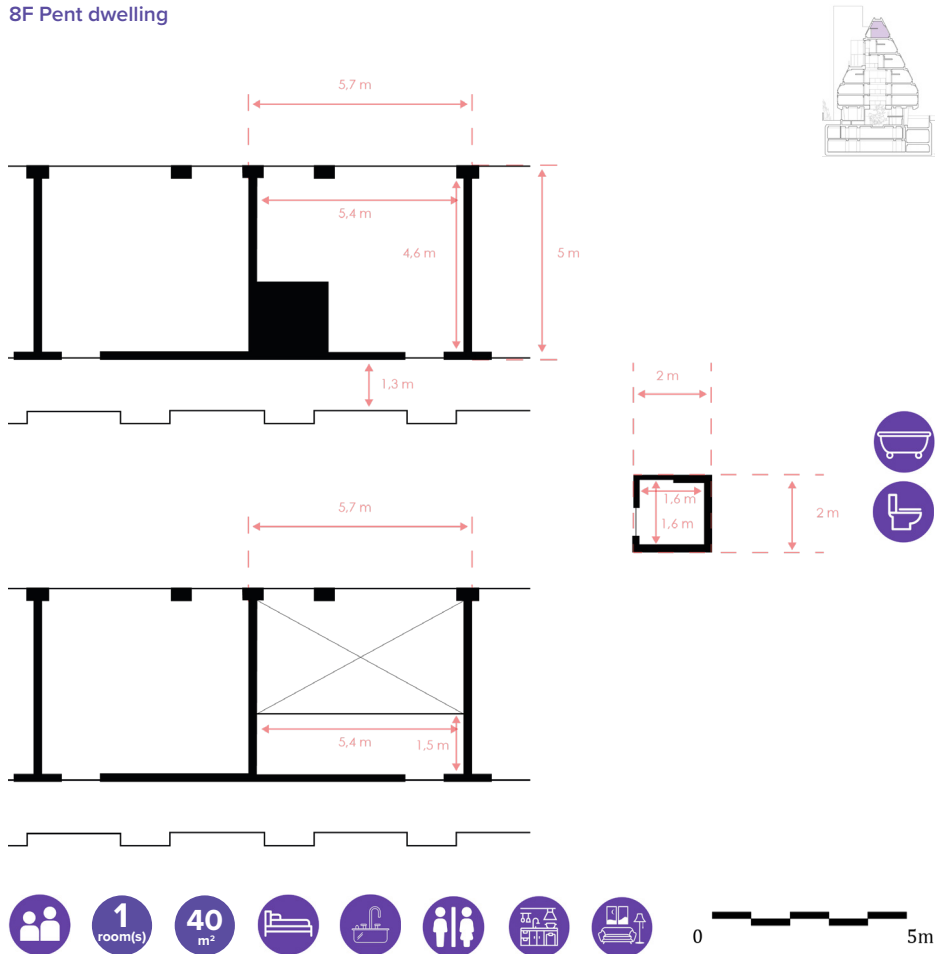 8F Pent dwelling
5,7 m
5,4 m
4,6 m
5 m
1,3 m
2 m
1,6 m
1,6 m
2 m
5,7 m
5,4 m
1,5 m
1
room(s)
40
m²
0
5m